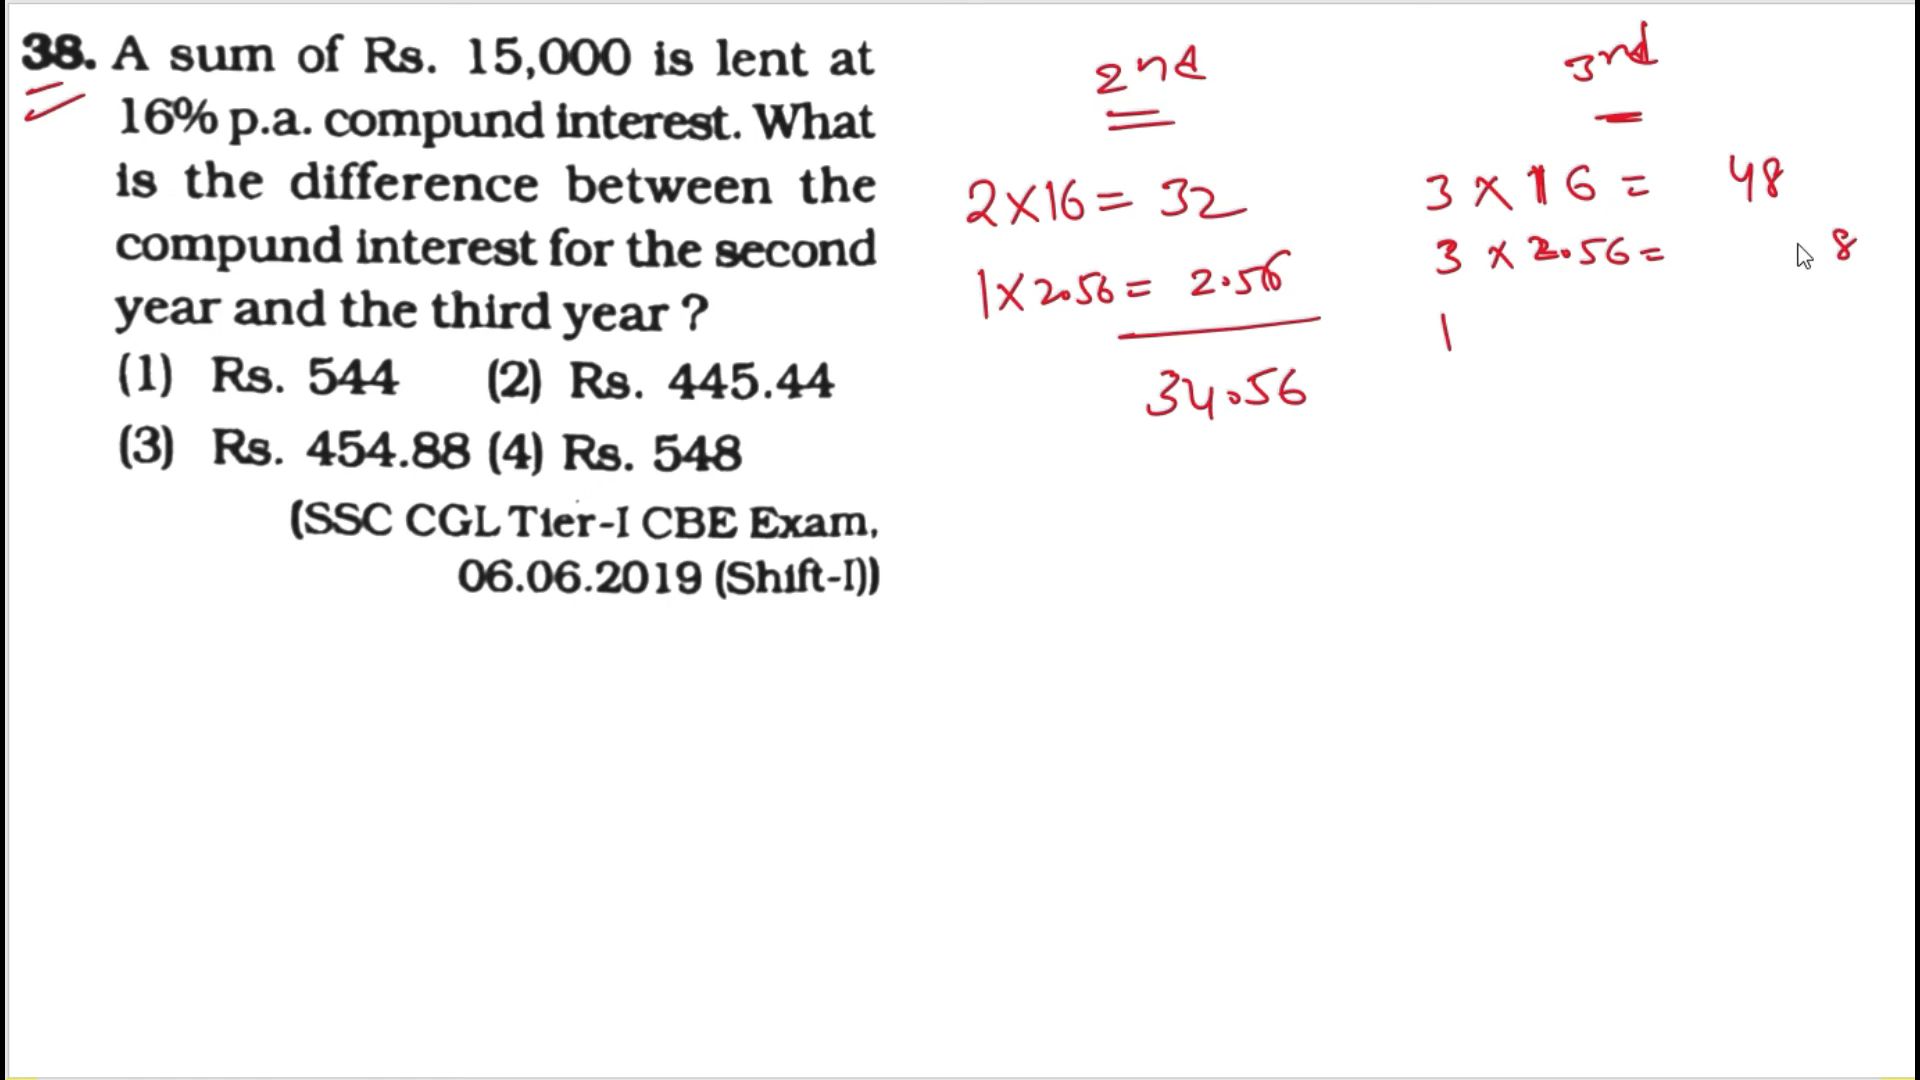 38. A sum of Rs. 15,000 is lent at
16% p.a. compund interest. What
is the difference between the
compund interest for the second
year and the third year ?
(1) Rs. 544 (2) Rs. 445.44
(3) Rs. 454.88 (4) Rs. 548
(SSC CGL Tier-I CBE Exam,
06.06.2019 (Shift-I))
2nd
2×16 = 32
1×2.56 = 2.56
34.56
3rd
3 × 16 = 48
3 × 2.56 = 8
1